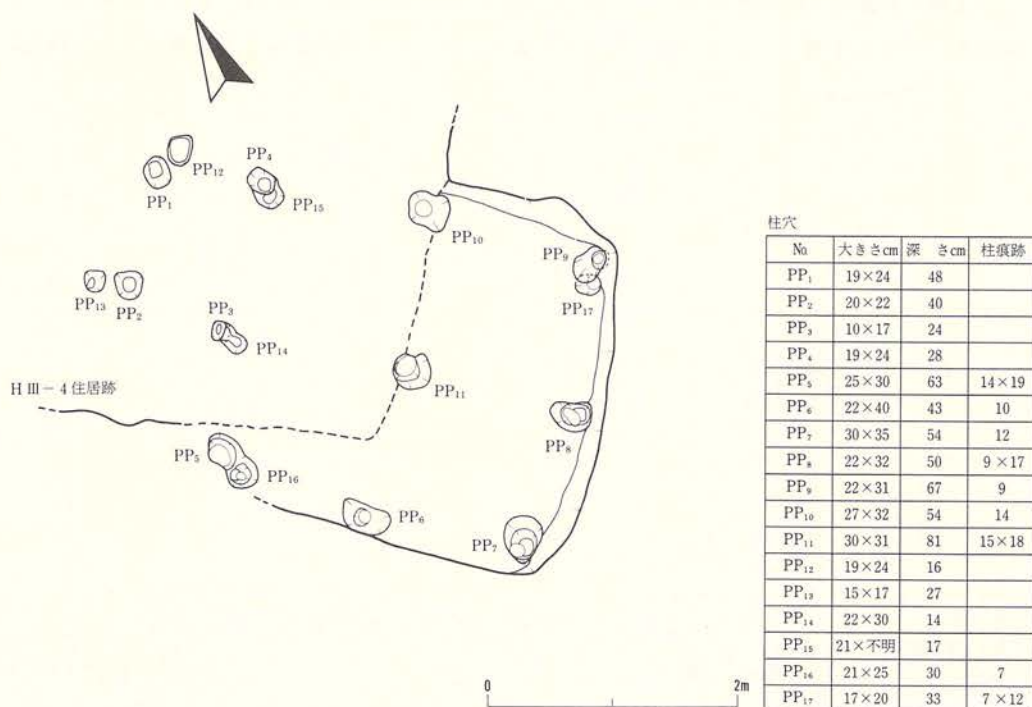 PP₁₂
PP₄
PP₁
PP₁₅
PP₁₀
PP₉
PP₁₇
PP₁₃
PP₂
PP₃
PP₁₄
PP₁₁
HⅢ－4住居跡
PP₈
PP₅
PP₁₆
PP₆
PP₇
0 2m
柱穴
№ 大きさcm 深さcm 柱痕跡
PP₁ 19×24 48
PP₂ 20×22 40
PP₃ 10×17 24
PP₄ 19×24 28
PP₅ 25×30 63 14×19
PP₆ 22×40 43 10
PP₇ 30×35 54 12
PP₈ 22×32 50 9×17
PP₉ 22×31 67 9
PP₁₀ 27×32 54 14
PP₁₁ 30×31 81 15×18
PP₁₂ 19×24 16
PP₁₃ 15×17 27
PP₁₄ 22×30 14
PP₁₅ 21×不明 17
PP₁₆ 21×25 30 7
PP₁₇ 17×20 33 7×12